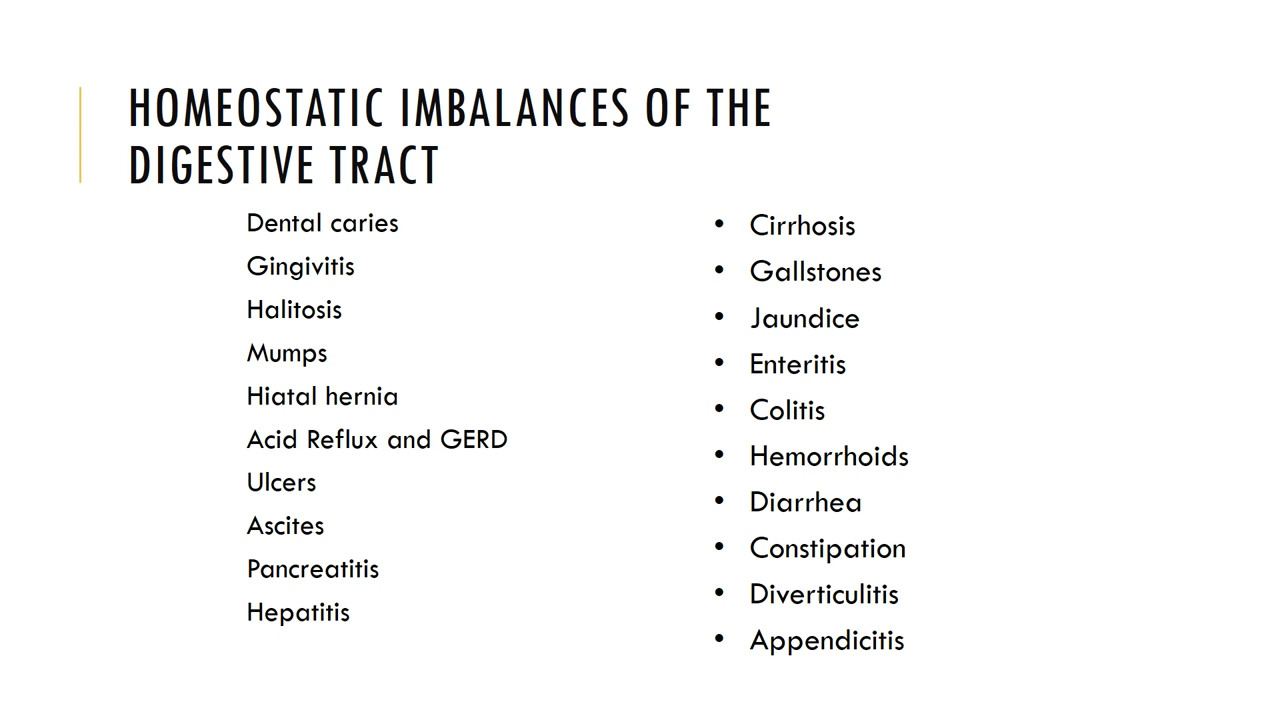 HOMEOSTATIC IMBALANCES OF THE
DIGESTIVE TRACT
Dental caries
Gingivitis
Halitosis
Mumps
Hiatal hernia
Acid Reflux and GERD
Ulcers
Ascites
Pancreatitis
Hepatitis
• Cirrhosis
• Gallstones
• Jaundice
• Enteritis
• Colitis
• Hemorrhoids
• Diarrhea
• Constipation
• Diverticulitis
• Appendicitis